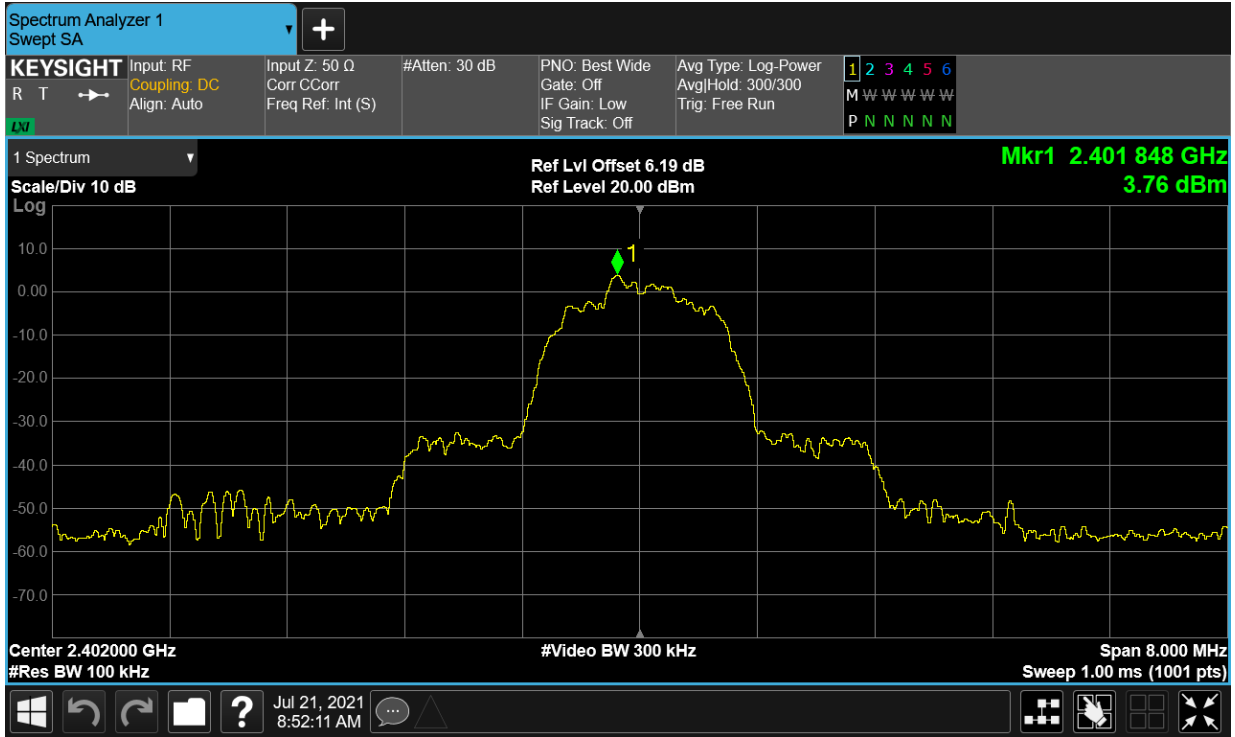 Spectrum Analyzer 1
Swept SA
KEYSIGHT
R T
LXI
Input: RF
Coupling: DC
Align: Auto
Input Z: 50 Ω
Corr CCorr
Freq Ref: Int (S)
#Atten: 30 dB
PNO: Best Wide
Gate: Off
IF Gain: Low
Sig Track: Off
Avg Type: Log-Power
Avg|Hold: 300/300
Trig: Free Run
1 2 3 4 5 6
M W W W W W
P N N N N N N
1 Spectrum
Scale/Div 10 dB
Log
Ref Lvl Offset 6.19 dB
Ref Level 20.00 dBm
Mkr1 2.401 848 GHz
3.76 dBm
1
10.0
0.00
-10.0
-20.0
-30.0
-40.0
-50.0
-60.0
-70.0
Center 2.402000 GHz
#Res BW 100 kHz
#Video BW 300 kHz
Span 8.000 MHz
Sweep 1.00 ms (1001 pts)
?
Jul 21, 2021
8:52:11 AM